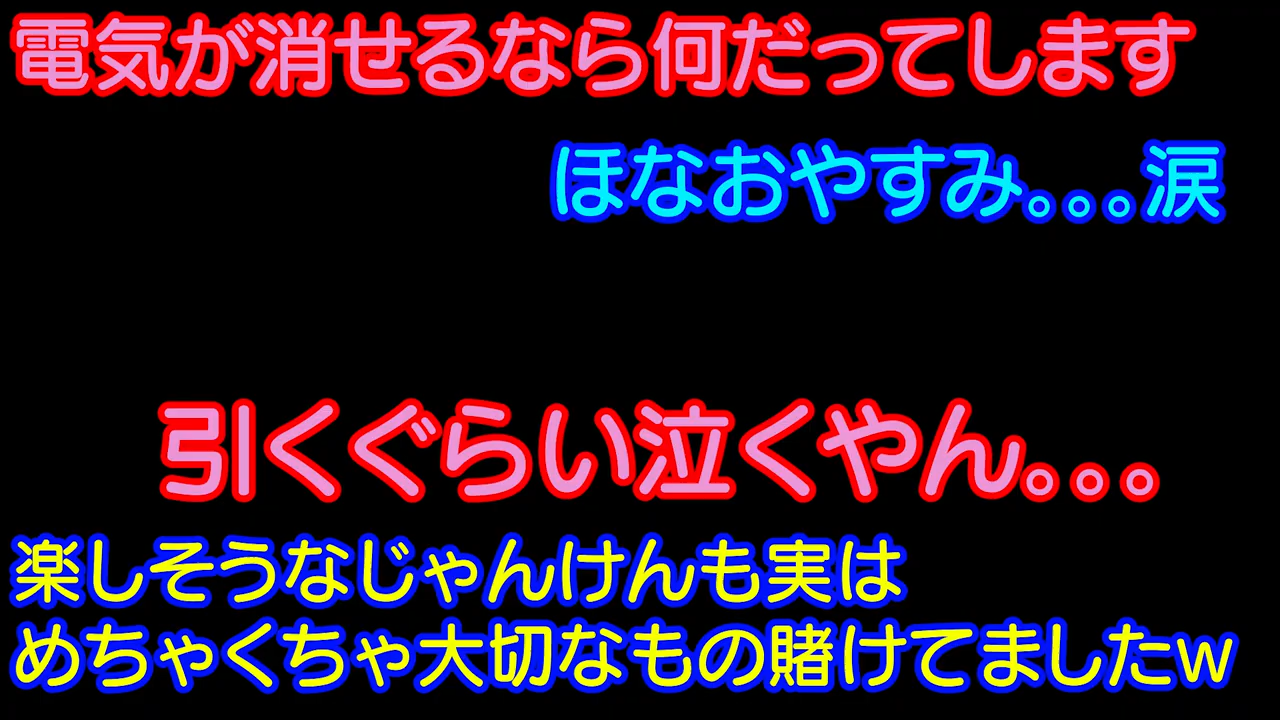 電気が消せるなら何だってします
ほなおやすみ。。。涙
引くぐらい泣くやん。。。
楽しそうなじゃんけんも実は
めちゃくちゃ大切なもの賭けてましたw